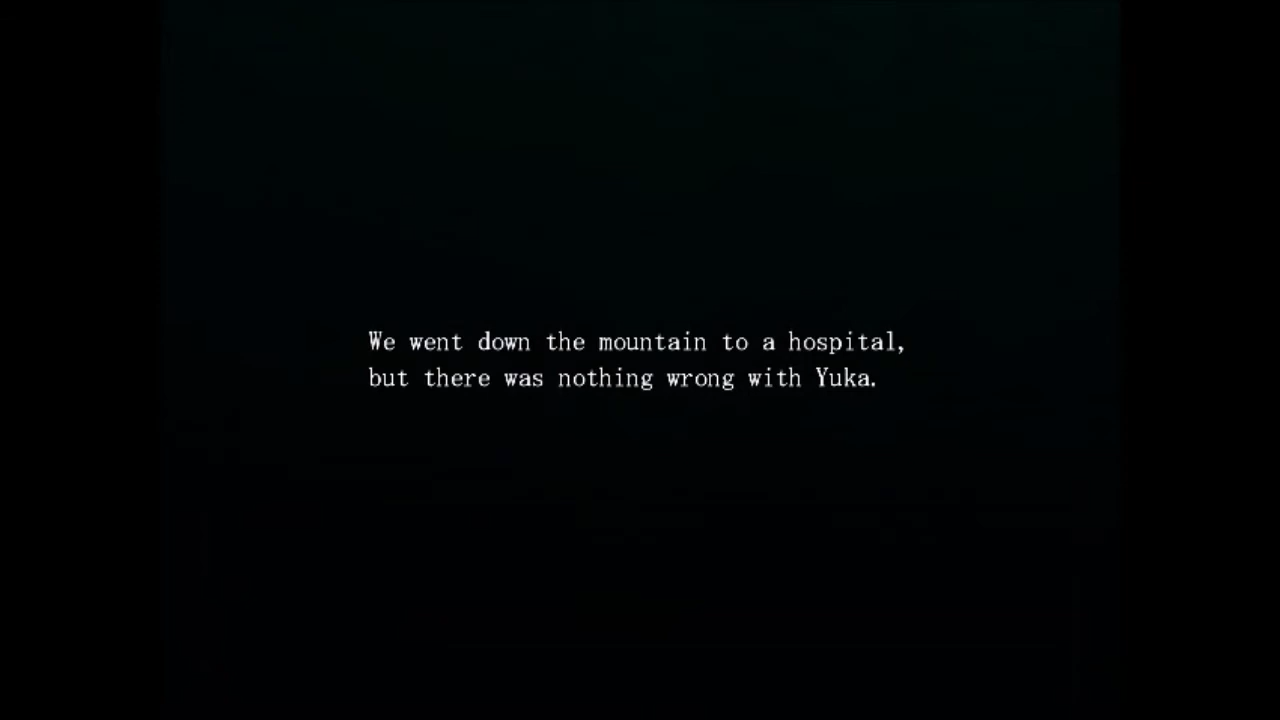 We went down the mountain to a hospital,
but there was nothing wrong with Yuka.